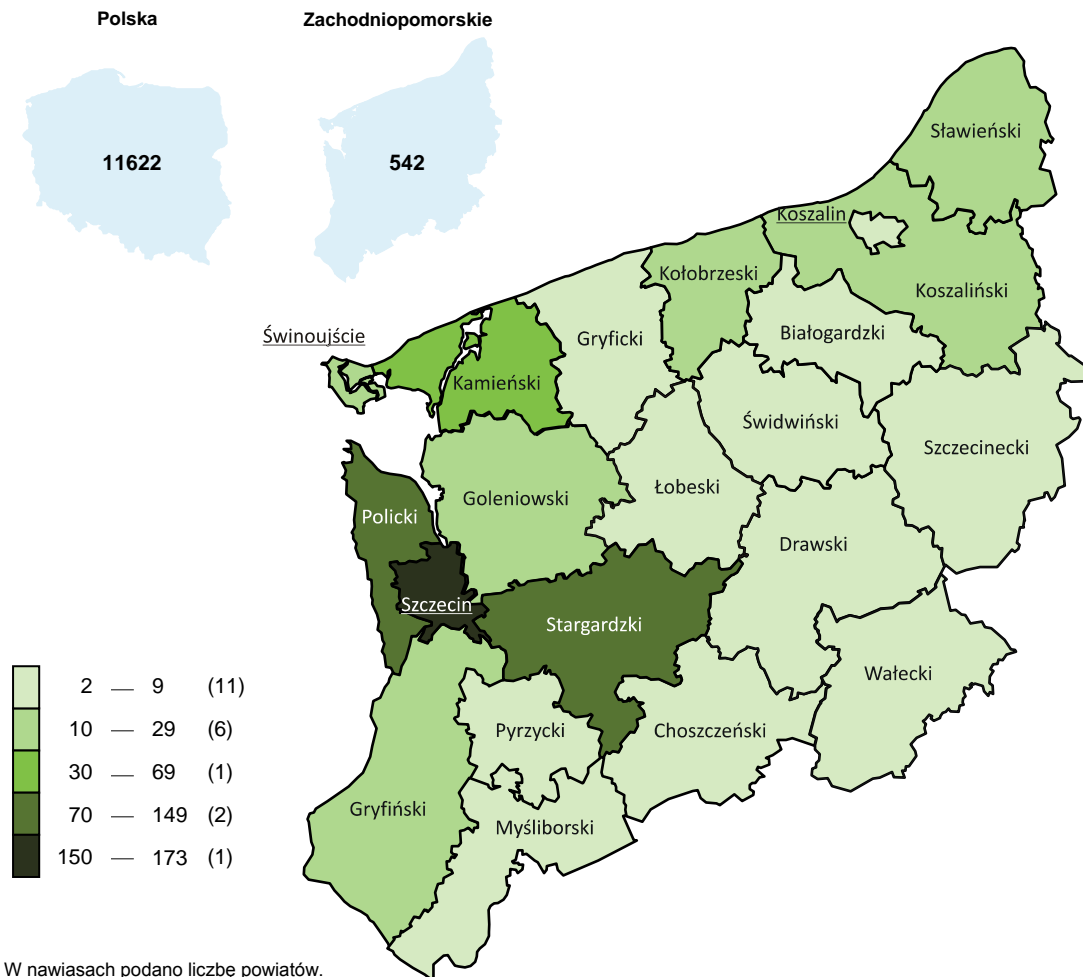 Polska
Zachodniopomorskie
11622
542
Sławieński
Koszalin
Kołobrzeski
Koszaliński
Świnoujście
Gryficki
Białogardzki
Kamieński
Świdwiński
Szczecinecki
Łobeski
Goleniowski
Policki
Drawski
Szczecin
Stargardzki
Wałecki
Pyrzycki
Choszczeński
Gryfiński
Myśliborski
2 — 9 (11)
10 — 29 (6)
30 — 69 (1)
70 — 149 (2)
150 — 173 (1)
W nawiasach podano liczbę powiatów.